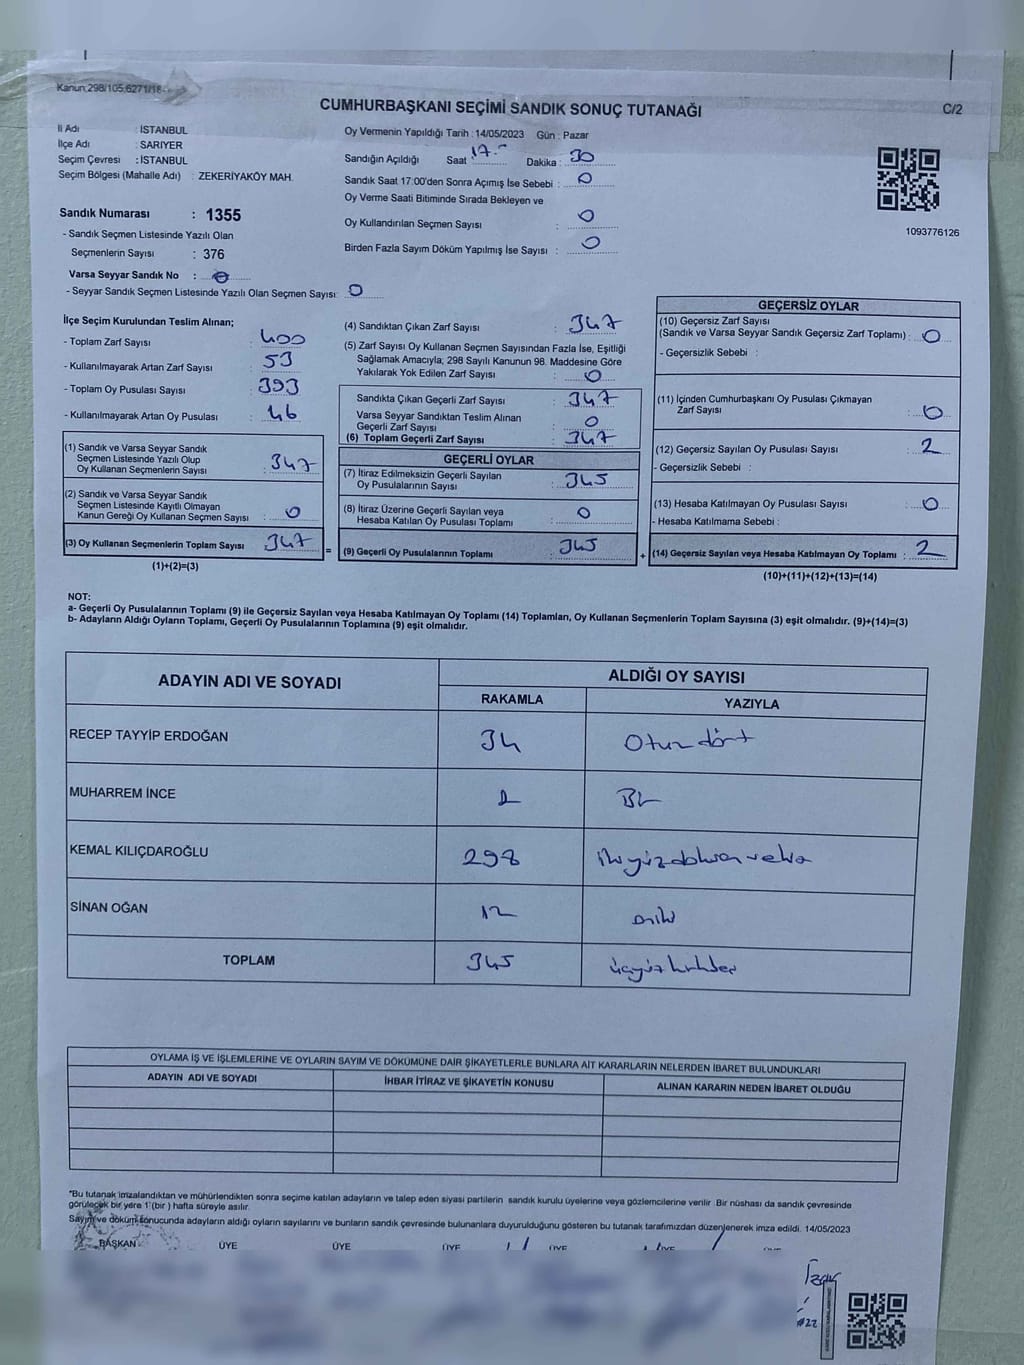 Kanun:298/105,6271/18-
CUMHURBAŞKANI SEÇİMİ SANDIK SONUÇ TUTANAĞI
C/2
İl Adı : İSTANBUL
İlçe Adı : SARIYER
Seçim Çevresi : İSTANBUL
Seçim Bölgesi (Mahalle Adı) : ZEKERİYAKÖY MAH.
Sandık Numarası : 1355
- Sandık Seçmen Listesinde Yazılı Olan
Seçmenlerin Sayısı : 376
Varsa Seyyar Sandık No : 0
- Seyyar Sandık Seçmen Listesinde Yazılı Olan Seçmen Sayısı: 0
Oy Vermenin Yapıldığı Tarih : 14/05/2023 Gün : Pazar
Sandığın Açıldığı Saat : 17.- Dakika : 30
Sandık Saat 17:00'den Sonra Açımış İse Sebebi : 0
Oy Verme Saati Bitiminde Sırada Bekleyen ve
Oy Kullandırılan Seçmen Sayısı : 0
Birden Fazla Sayım Döküm Yapılmış İse Sayısı : 0
1093776126
İlçe Seçim Kurulundan Teslim Alınan;
- Toplam Zarf Sayısı : 400
- Kullanılmayarak Artan Zarf Sayısı : 53
- Toplam Oy Pusulası Sayısı : 393
- Kullanılmayarak Artan Oy Pusulası : 46
(1) Sandık ve Varsa Seyyar Sandık
Seçmen Listesinde Yazılı Olup
Oy Kullanan Seçmenlerin Sayısı : 347
(2) Sandık ve Varsa Seyyar Sandık
Seçmen Listesinde Kayıtlı Olmayan
Kanun Gereği Oy Kullanan Seçmen Sayısı : 0
(3) Oy Kullanan Seçmenlerin Toplam Sayısı : 347
(1)+(2)=(3)
=
(4) Sandıktan Çıkan Zarf Sayısı : 347
(5) Zarf Sayısı Oy Kullanan Seçmen Sayısından Fazla İse, Eşitliği
Sağlamak Amacıyla; 298 Sayılı Kanunun 98. Maddesine Göre
Yakılarak Yok Edilen Zarf Sayısı : 0
Sandıkta Çıkan Geçerli Zarf Sayısı : 347
Varsa Seyyar Sandıktan Teslim Alınan
Geçerli Zarf Sayısı : 0
(6) Toplam Geçerli Zarf Sayısı : 347
GEÇERLİ OYLAR
(7) İtiraz Edilmeksizin Geçerli Sayılan
Oy Pusulalarının Sayısı : 345
(8) İtiraz Üzerine Geçerli Sayılan veya
Hesaba Katılan Oy Pusulası Toplamı : 0
(9) Geçerli Oy Pusulalarının Toplamı : 345
+
GEÇERSİZ OYLAR
(10) Geçersiz Zarf Sayısı
(Sandık ve Varsa Seyyar Sandık Geçersiz Zarf Toplamı) : 0
- Geçersizlik Sebebi :
(11) İçinden Cumhurbaşkanı Oy Pusulası Çıkmayan
Zarf Sayısı : 0
(12) Geçersiz Sayılan Oy Pusulası Sayısı : 2
- Geçersizlik Sebebi :
(13) Hesaba Katılmayan Oy Pusulası Sayısı : 0
- Hesaba Katılmama Sebebi :
(14) Geçersiz Sayılan veya Hesaba Katılmayan Oy Toplamı : 2
(10)+(11)+(12)+(13)=(14)
NOT:
a- Geçerli Oy Pusulalarının Toplamı (9) ile Geçersiz Sayılan veya Hesaba Katılmayan Oy Toplamı (14) Toplamları, Oy Kullanan Seçmenlerin Toplam Sayısına (3) eşit olmalıdır. (9)+(14)=(3)
b- Adayların Aldığı Oyların Toplamı, Geçerli Oy Pusulalarının Toplamına (9) eşit olmalıdır.
ADAYIN ADI VE SOYADI
ALDIĞI OY SAYISI
RAKAMLA YAZIYLA
RECEP TAYYİP ERDOĞAN 34 Otuz dört
MUHARREM İNCE
KEMAL KILIÇDAROĞLU 298
SİNAN OĞAN 12 oniki
TOPLAM 345
OYLAMA İŞ VE İŞLEMLERİNE VE OYLARIN SAYIM VE DÖKÜMÜNE DAİR ŞİKAYETLERLE BUNLARA AİT KARARLARIN NELERDEN İBARET BULUNDUKLARI
ADAYIN ADI VE SOYADI İHBAR İTİRAZ VE ŞİKAYETİN KONUSU ALINAN KARARIN NEDEN İBARET OLDUĞU
*Bu tutanak imzalandıktan ve mühürlendikten sonra seçime katılan adayların ve talep eden siyasi partilerin sandık kurulu üyelerine veya gözlemcilerine verilir. Bir nüshası da sandık çevresinde
görülecek bir yere 1 (bir ) hafta süreyle asılır.
Sayım ve döküm sonucunda adayların aldığı oyların sayılarını ve bunların sandık çevresinde bulunanlara duyurulduğunu gösteren bu tutanak tarafımızdan düzenlenerek imza edildi. 14/05/2023
BAŞKAN ÜYE ÜYE ÜYE ÜYE ÜYE